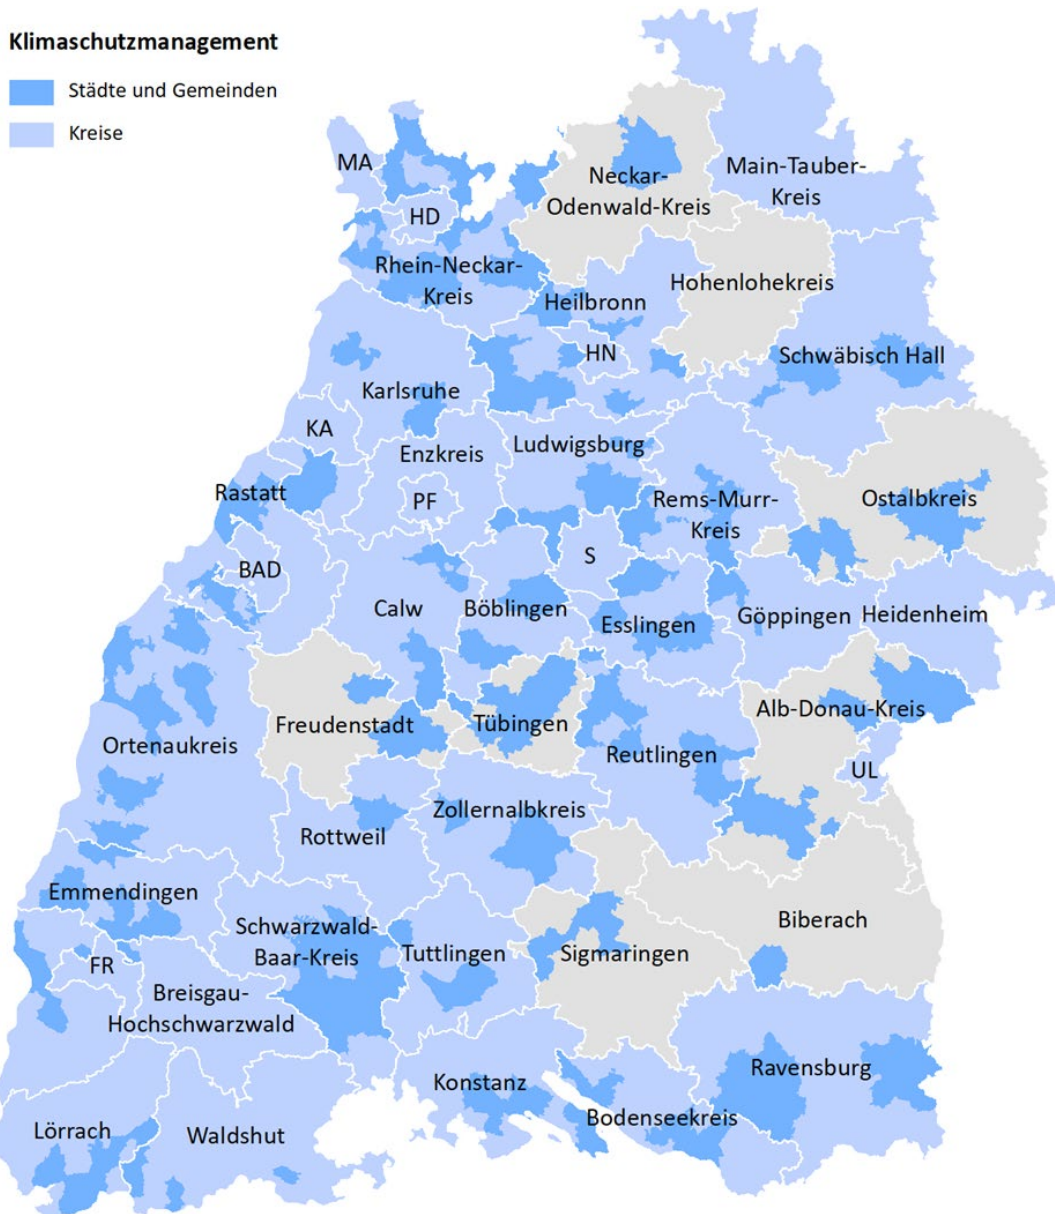 Klimaschutzmanagement
Städte und Gemeinden
Kreise
MA
Neckar-
Odenwald-Kreis
Main-Tauber-
Kreis
HD
Rhein-Neckar-
Kreis
Heilbronn
Hohenlohekreis
HN
Schwäbisch Hall
Karlsruhe
KA
Enzkreis
Ludwigsburg
Rastatt
PF
Rems-Murr-
Kreis
Ostalbkreis
BAD
S
Calw
Böblingen
Esslingen
Göppingen
Heidenheim
Freudenstadt
Tübingen
Alb-Donau-Kreis
Ortenaukreis
Reutlingen
UL
Zollernalbkreis
Rottweil
Emmendingen
Schwarzwald-
Baar-Kreis
Tuttlingen
Sigmaringen
Biberach
FR
Breisgau-
Hochschwarzwald
Konstanz
Ravensburg
Bodenseekreis
Lörrach
Waldshut